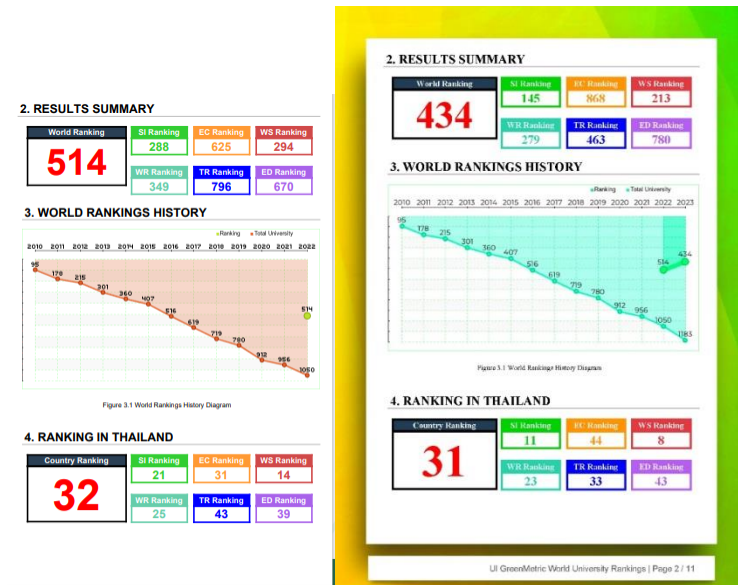 2. RESULTS SUMMARY
World Ranking SI Ranking EC Ranking WS Ranking
514 288 625 294
WR Ranking TR Ranking ED Ranking
349 796 670
3. WORLD RANKINGS HISTORY
Ranking Total University
2010 2011 2012 2013 2014 2015 2016 2017 2018 2019 2020 2021 2022
95 178 215 301 360 407 516 619 719 780 912 956 1050
514
Figure 3.1 World Rankings History Diagram
4. RANKING IN THAILAND
Country Ranking SI Ranking EC Ranking WS Ranking
32 21 31 14
WR Ranking TR Ranking ED Ranking
25 43 39
2. RESULTS SUMMARY
World Ranking SI Ranking EC Ranking WS Ranking
434 145 868 213
WR Ranking TR Ranking ED Ranking
279 463 780
3. WORLD RANKINGS HISTORY
Ranking Total University
2010 2011 2012 2013 2014 2015 2016 2017 2018 2019 2020 2021 2022 2023
95 178 215 301 360 407 516 619 719 780 912 956 1050 1183
514 434
Figure 3.1 World Rankings History Diagram
4. RANKING IN THAILAND
Country Ranking SI Ranking EC Ranking WS Ranking
31 11 44 8
WR Ranking TR Ranking ED Ranking
23 33 43
UI GreenMetric World University Rankings | Page 2 / 11